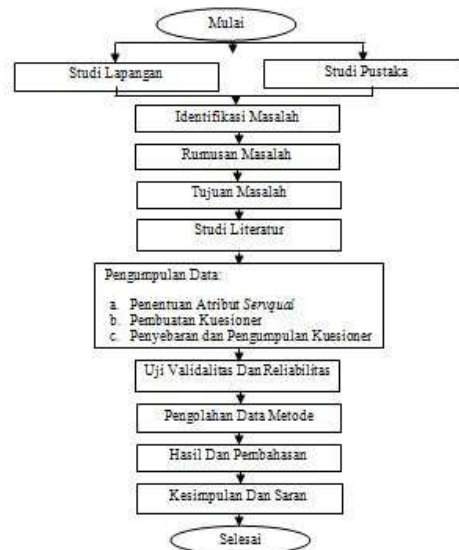 Mulai
Studi Lapangan
Studi Pustaka
Identifikasi Masalah
Rumusan Masalah
Tujuan Masalah
Studi Literatur
Pengumpulan Data:
a. Penentuan Atribut Servqual
b. Pembuatan Kuesioner
c. Penyebaran dan Pengumpulan Kuesioner
Uji Validalitas Dan Reliabilitas
Pengolahan Data Metode
Hasil Dan Pembahasan
Kesimpulan Dan Saran
Selesai